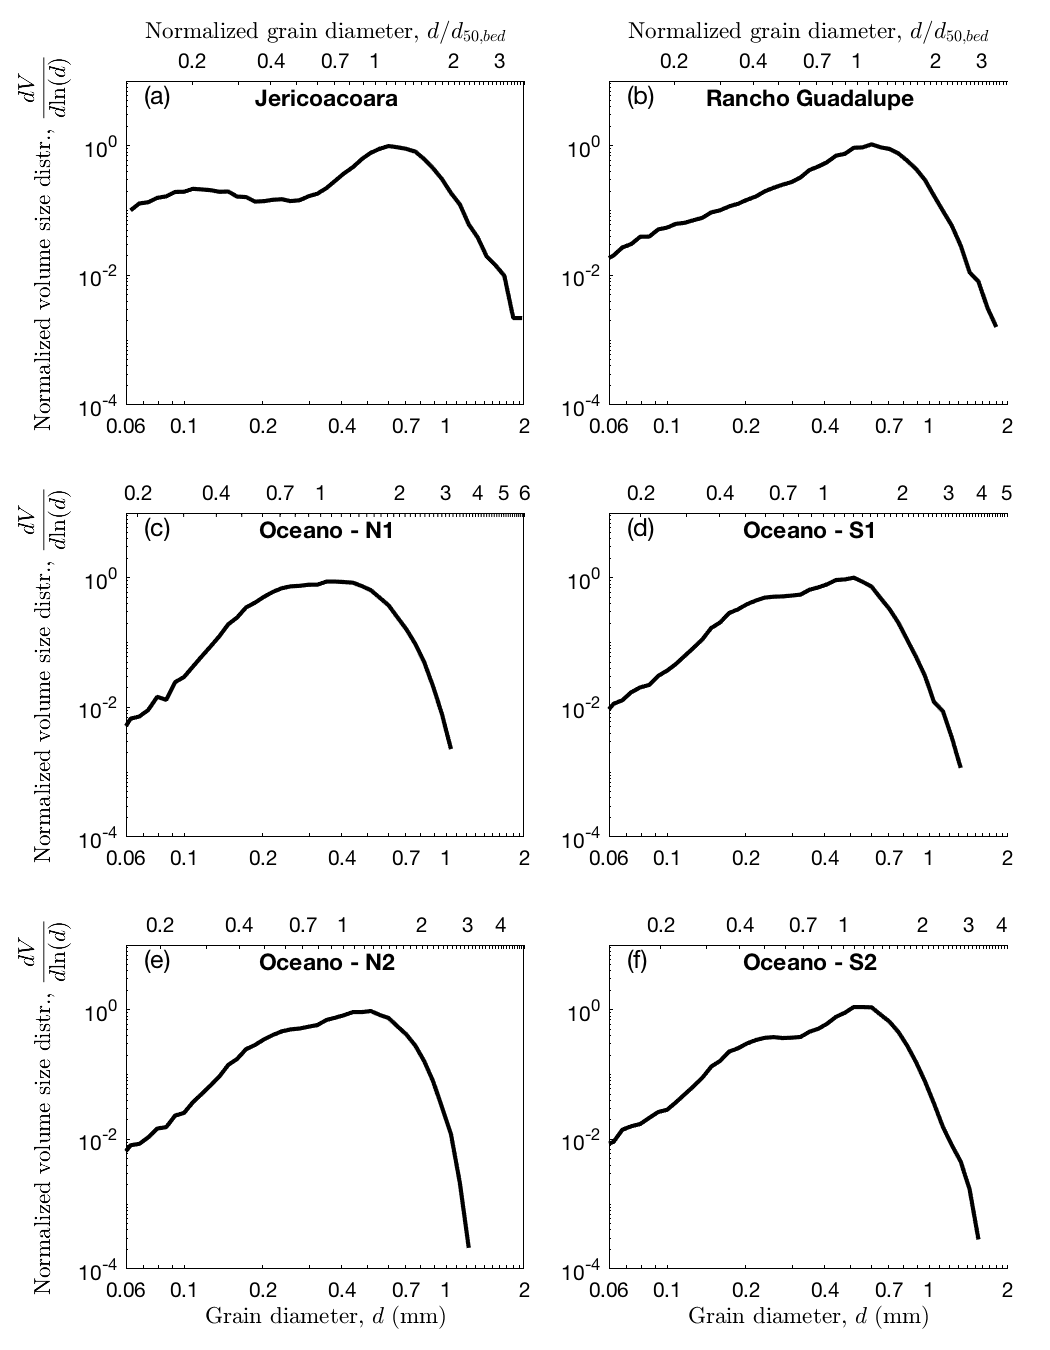 Normalized grain diameter, d/d50,bed Normalized grain diameter, d/d50,bed
0.2 0.4 0.7 1 2 3 0.2 0.4 0.7 1 2 3
(a) Jericoacoara (b) Rancho Guadalupe
Normalized volume size distr., dV/dln(d)
10^0 10^0
10^-2 10^-2
10^-4 10^-4
0.06 0.1 0.2 0.4 0.7 1 2 0.06 0.1 0.2 0.4 0.7 1 2
0.2 0.4 0.7 1 2 3 4 5 6 0.2 0.4 0.7 1 2 3 4 5
(c) Oceano - N1 (d) Oceano - S1
Normalized volume size distr., dV/dln(d)
10^0 10^0
10^-2 10^-2
10^-4 10^-4
0.06 0.1 0.2 0.4 0.7 1 2 0.06 0.1 0.2 0.4 0.7 1 2
0.2 0.4 0.7 1 2 3 4 0.2 0.4 0.7 1 2 3 4
(e) Oceano - N2 (f) Oceano - S2
Normalized volume size distr., dV/dln(d)
10^0 10^0
10^-2 10^-2
10^-4 10^-4
0.06 0.1 0.2 0.4 0.7 1 2 0.06 0.1 0.2 0.4 0.7 1 2
Grain diameter, d (mm) Grain diameter, d (mm)